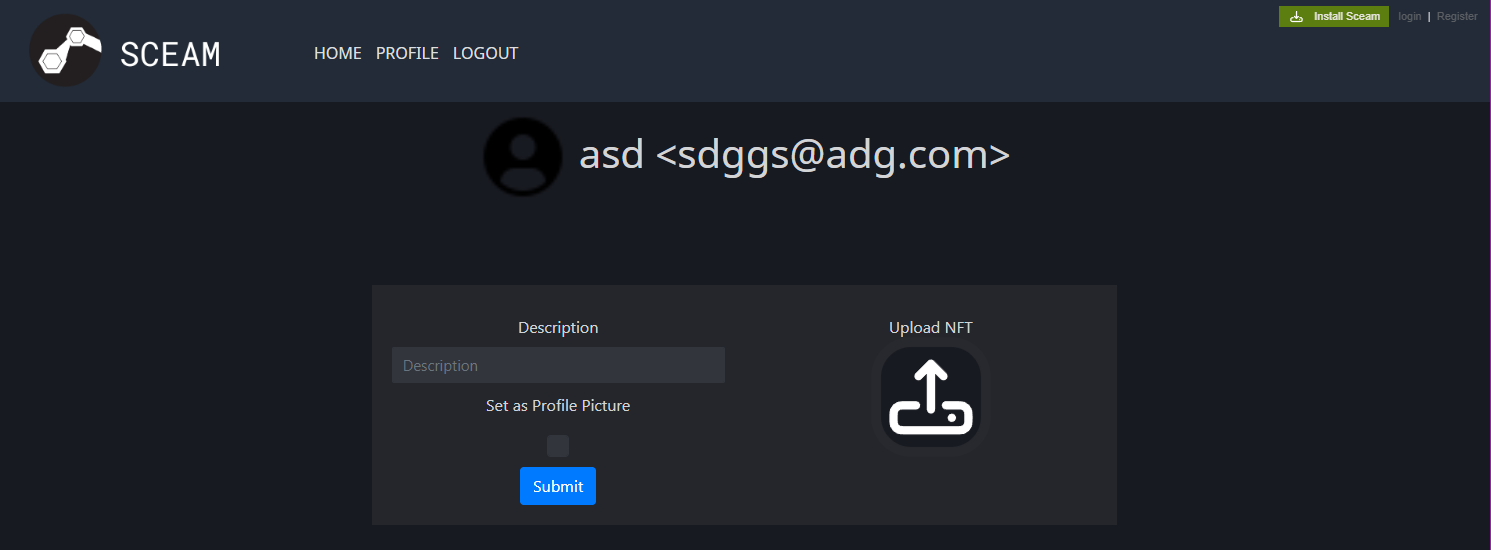 Install Sceam login | Register
SCEAM HOME PROFILE LOGOUT
asd <sdggs@adg.com>
Description Upload NFT
Description
Set as Profile Picture
Submit